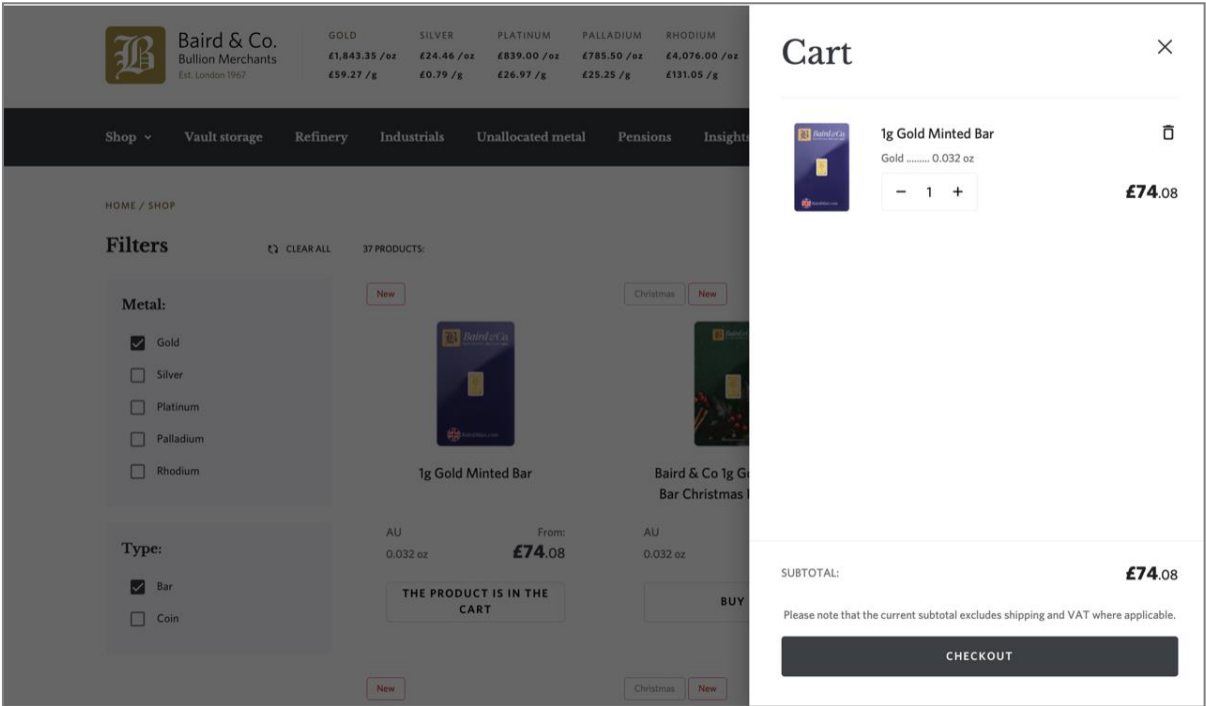 Baird & Co.
Bullion Merchants
Est. London 1967
GOLD
£1,843.35 /oz
£59.27 /g
SILVER
£24.46 /oz
£0.79 /g
PLATINUM
£839.00 /oz
£26.97 /g
PALLADIUM
£785.50 /oz
£25.25 /g
RHODIUM
£4,076.00 /oz
£131.05 /g
Shop
Vault storage
Refinery
Industrials
Unallocated metal
Pensions
Insights
HOME / SHOP
Filters
CLEAR ALL
37 PRODUCTS:
Metal:
Gold
Silver
Platinum
Palladium
Rhodium
Type:
Bar
Coin
New
Baird & Co.
1g Gold Minted Bar
AU
From:
0.032 oz
£74.08
THE PRODUCT IS IN THE
CART
Christmas
New
Baird & Co 1g
Bar Christmas
AU
0.032 oz
BUY
New
Christmas
New
Cart
Baird & Co.
1g Gold Minted Bar
Gold ........ 0.032 oz
− 1 +
£74.08
SUBTOTAL:
£74.08
Please note that the current subtotal excludes shipping and VAT where applicable.
CHECKOUT